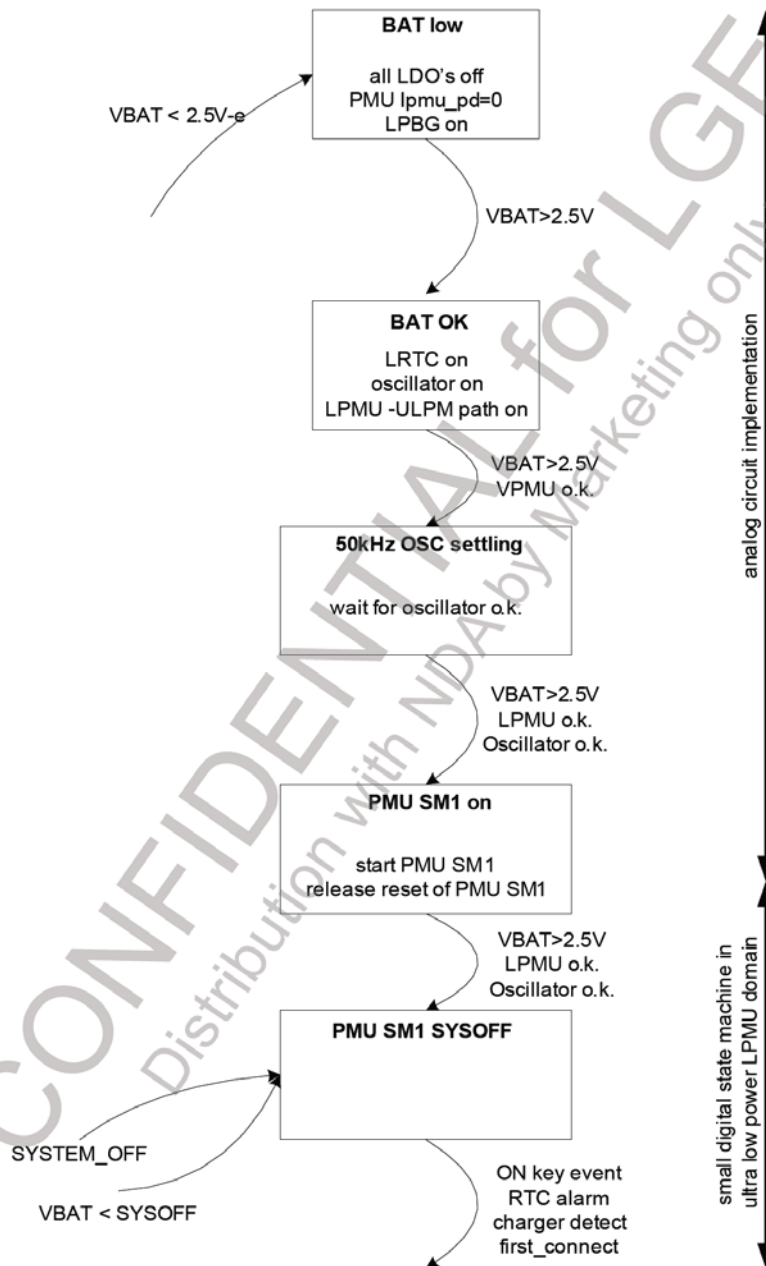 BAT low
all LDO's off
PMU lpmu_pd=0
LPBG on
VBAT < 2.5V-e
VBAT>2.5V
BAT OK
LRTC on
oscillator on
LPMU -ULPM path on
VBAT>2.5V
VPMU o.k.
50kHz OSC settling
wait for oscillator o.k.
VBAT>2.5V
LPMU o.k.
Oscillator o.k.
PMU SM1 on
start PMU SM1
release reset of PMU SM1
VBAT>2.5V
LPMU o.k.
Oscillator o.k.
PMU SM1 SYSOFF
SYSTEM_OFF
VBAT < SYSOFF
ON key event
RTC alarm
charger detect
first_connect
analog circuit implementation
small digital state machine in
ultra low power LPMU domain
CONFIDENTIAL for LGE
Distribution with NDA by Marketing only